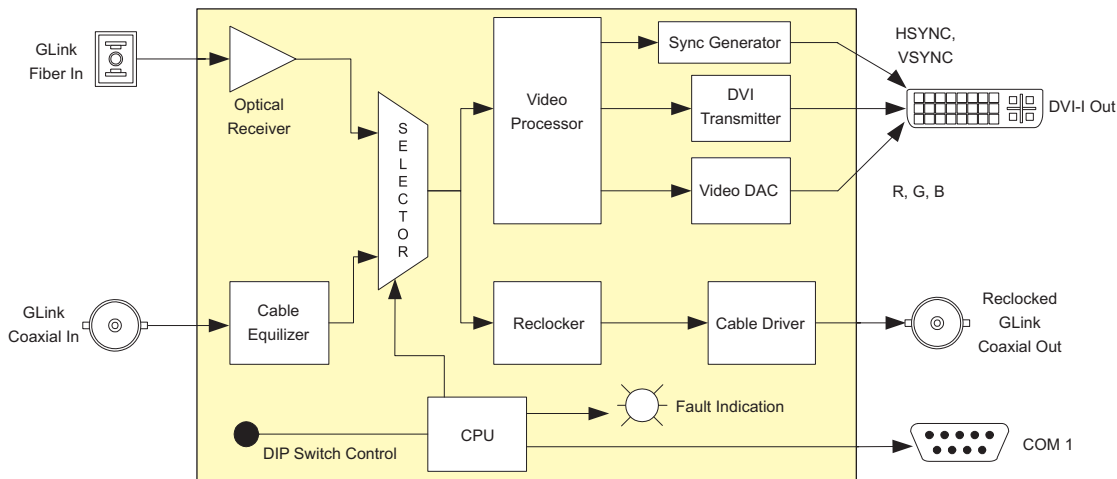 GLink
Fiber In
Optical
Receiver
S
E
L
E
C
T
O
R
Video
Processor
Sync Generator
DVI
Transmitter
Video DAC
HSYNC,
VSYNC
DVI-I Out
R, G, B
GLink
Coaxial In
Cable
Equilizer
Reclocker
Cable Driver
Reclocked
GLink
Coaxial Out
DIP Switch Control
CPU
Fault Indication
COM 1